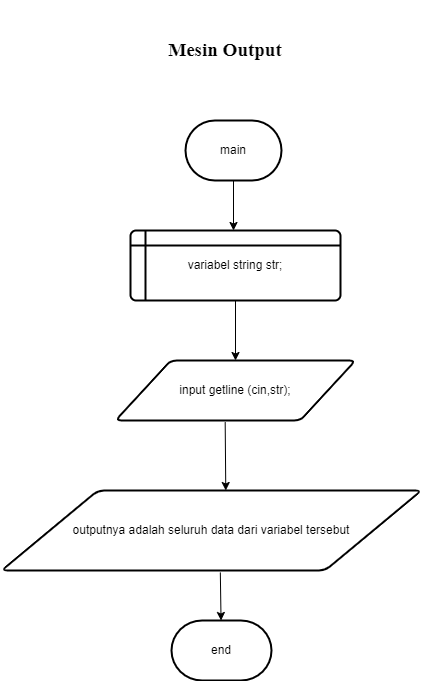 Mesin Output
main
variabel string str;
input getline (cin,str);
outputnya adalah seluruh data dari variabel tersebut
end